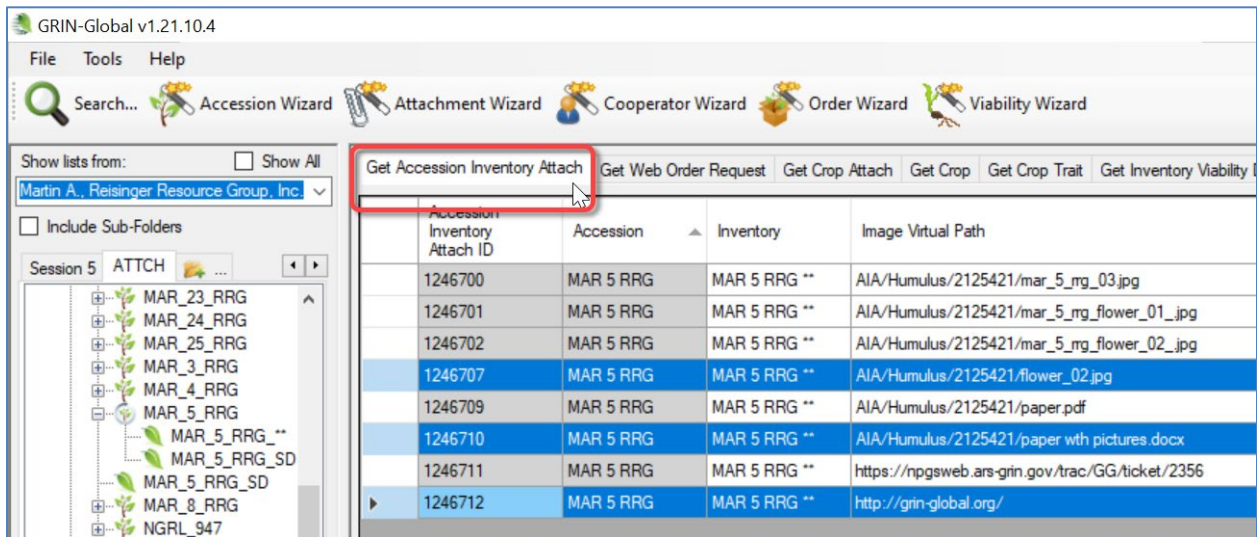 GRIN-Global v1.21.10.4
File Tools Help
Search... Accession Wizard Attachment Wizard Cooperator Wizard Order Wizard Viability Wizard
Show lists from: Show All
Martin A., Reisinger Resource Group, Inc.
Include Sub-Folders
Session 5 ATTCH ...
MAR_23_RRG
MAR_24_RRG
MAR_25_RRG
MAR_3_RRG
MAR_4_RRG
MAR_5_RRG
MAR_5_RRG_**
MAR_5_RRG_SD
MAR_5_RRG_SD
MAR_8_RRG
NGRL_947
Get Accession Inventory Attach Get Web Order Request Get Crop Attach Get Crop Get Crop Trait Get Inventory Viability
Accession
Inventory
Attach ID
Accession Inventory Image Virtual Path
1246700 MAR 5 RRG MAR 5 RRG ** AIA/Humulus/2125421/mar_5_rrg_03.jpg
1246701 MAR 5 RRG MAR 5 RRG ** AIA/Humulus/2125421/mar_5_rrg_flower_01_.jpg
1246702 MAR 5 RRG MAR 5 RRG ** AIA/Humulus/2125421/mar_5_rrg_flower_02_.jpg
1246707 MAR 5 RRG MAR 5 RRG ** AIA/Humulus/2125421/flower_02.jpg
1246709 MAR 5 RRG MAR 5 RRG ** AIA/Humulus/2125421/paper.pdf
1246710 MAR 5 RRG MAR 5 RRG ** AIA/Humulus/2125421/paper wth pictures.docx
1246711 MAR 5 RRG MAR 5 RRG ** https://npgsweb.ars-grin.gov/trac/GG/ticket/2356
1246712 MAR 5 RRG MAR 5 RRG ** http://grin-global.org/